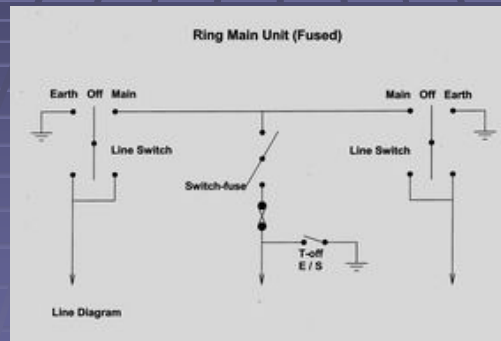 Ring Main Unit (Fused)
Earth Off Main
Main Off Earth
Line Switch
Line Switch
Switch-fuse
T-off
E / S
Line Diagram